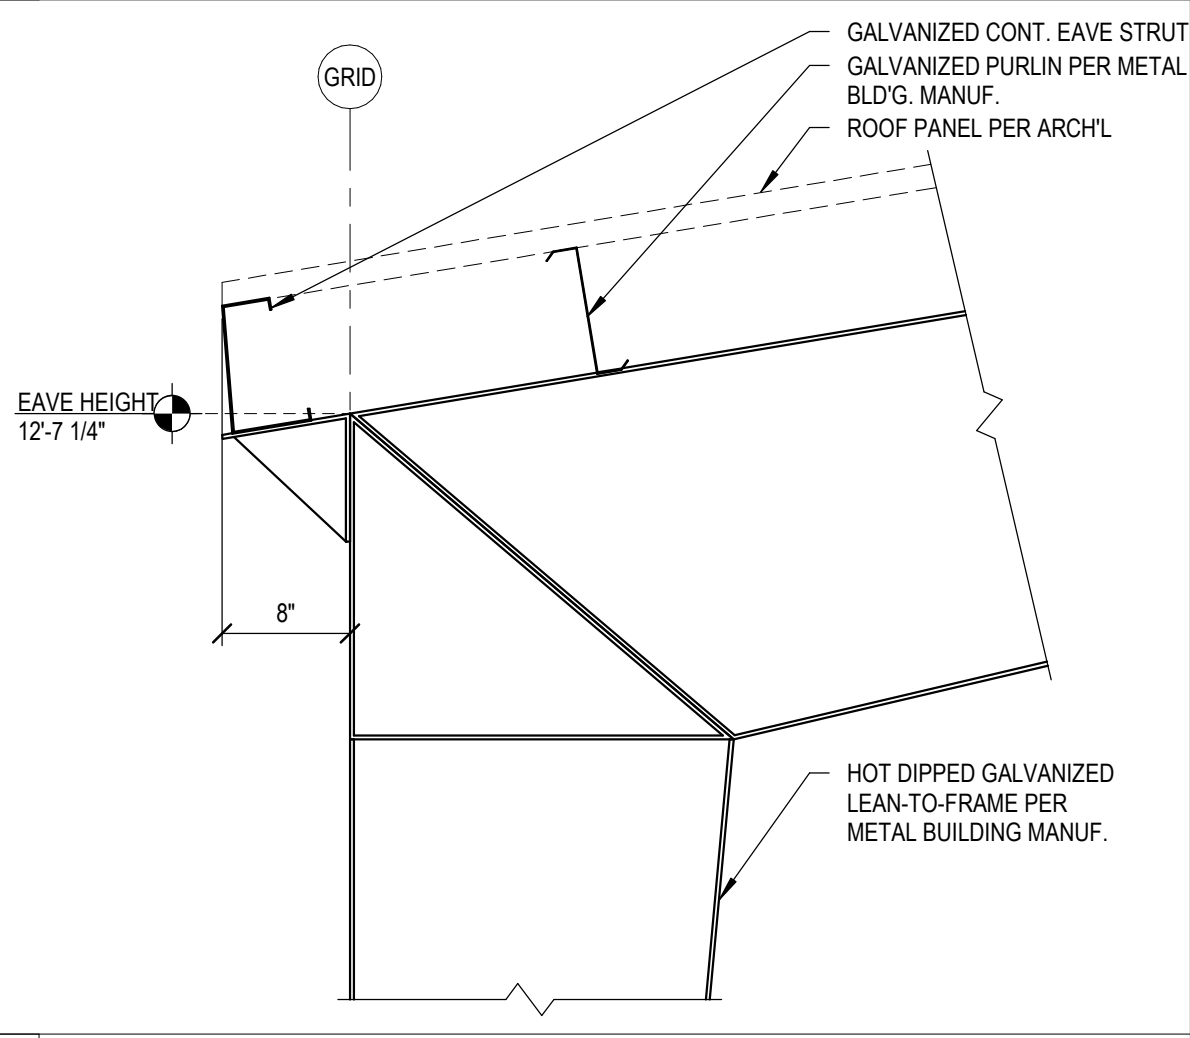 GALVANIZED CONT. EAVE STRUT
GRID
GALVANIZED PURLIN PER METAL
BLD'G. MANUF.
ROOF PANEL PER ARCH'L
EAVE HEIGHT
12'-7 1/4"
8"
HOT DIPPED GALVANIZED
LEAN-TO-FRAME PER
METAL BUILDING MANUF.